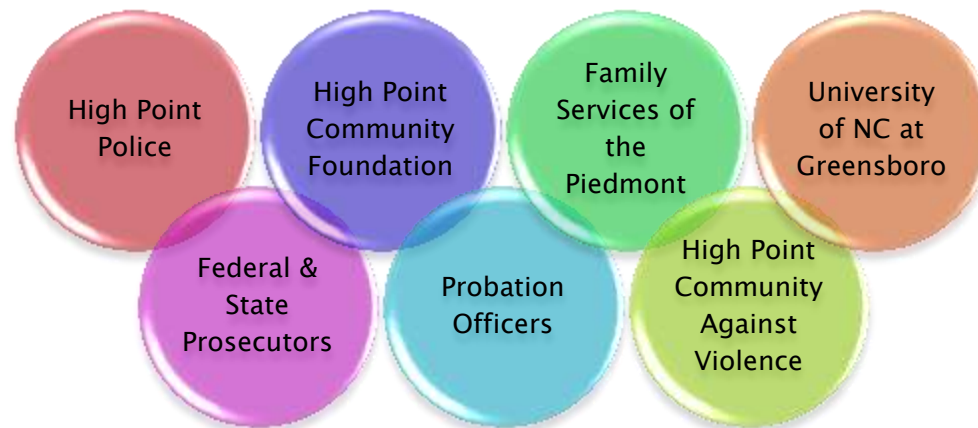 High Point
Police
High Point
Community
Foundation
Family
Services of
the
Piedmont
University
of NC at
Greensboro
Federal &
State
Prosecutors
Probation
Officers
High Point
Community
Against
Violence